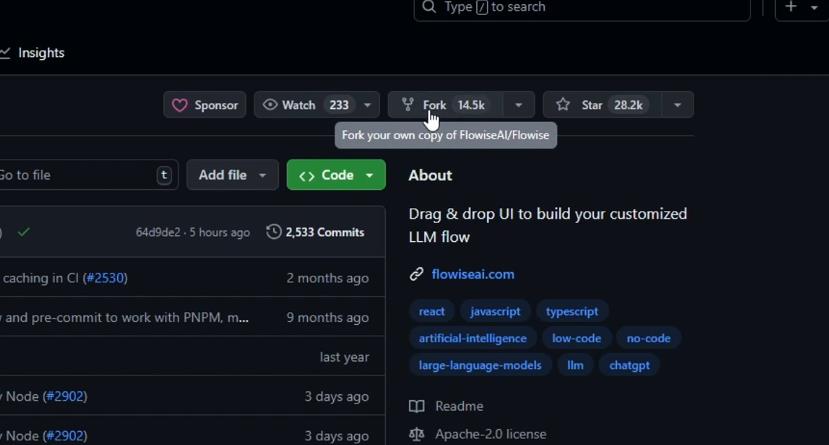 Type / to search
Insights
Sponsor Watch 233 Fork 14.5k Star 28.2k
Fork your own copy of FlowiseAI/Flowise
Go to file t Add file <> Code About
Drag & drop UI to build your customized
LLM flow
64d9de2 · 5 hours ago 2,533 Commits
flowiseai.com
caching in CI (#2530) 2 months ago
react javascript typescript
and pre-commit to work with PNPM, m... 9 months ago
artificial-intelligence low-code no-code
last year
large-language-models llm chatgpt
Node (#2902) 3 days ago
Readme
Node (#2902) 3 days ago
Apache-2.0 license